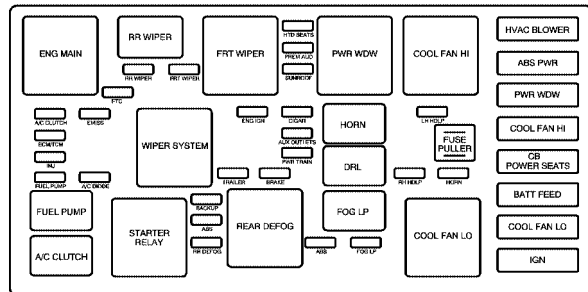 ENG MAIN
RR WIPER
RR WIPER
FRT WIPER
FRT WIPER
HTD SEATS
PREM AUD
SUNROOF
PWR WDW
COOL FAN HI
HVAC BLOWER
ABS PWR
PWR WDW
COOL FAN HI
CB
POWER SEATS
BATT FEED
COOL FAN LO
IGN
ETC
A/C CLUTCH
EMISS
ECM/TCM
INJ
FUEL PUMP
A/C DIODE
WIPER SYSTEM
ENG IGN
CIGAR
AUX OUTLETS
PWR TRAIN
HORN
LH HDLP
FUSE
PULLER
TRAILER
BRAKE
DRL
RH HDLP
HORN
FUEL PUMP
A/C CLUTCH
STARTER
RELAY
BACKUP
ABS
RR DEFOG
REAR DEFOG
FOG LP
ABS
FOG LP
COOL FAN LO